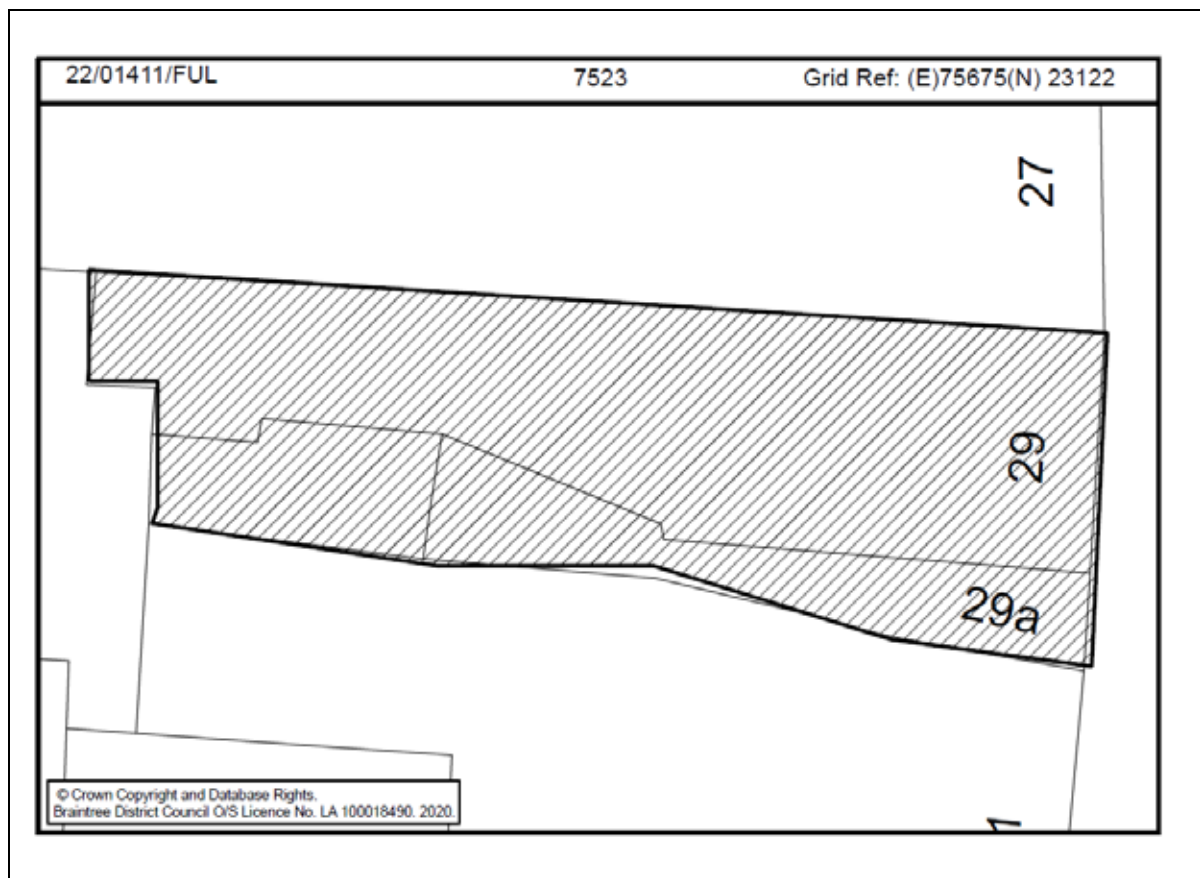 22/01411/FUL 7523 Grid Ref: (E)75675(N) 23122
27
29
29a
© Crown Copyright and Database Rights.
Braintree District Council O/S Licence No. LA 100018490. 2020.